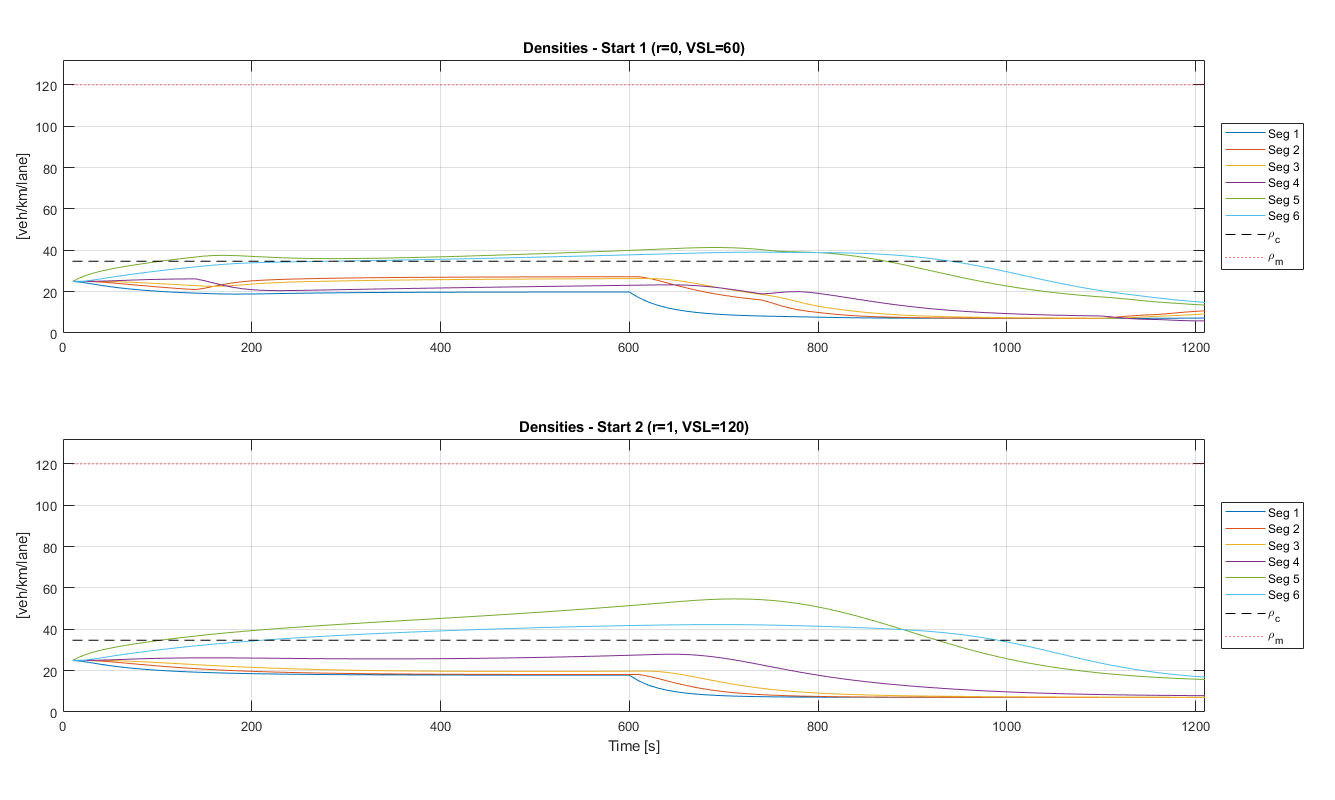 Densities - Start 1 (r=0, VSL=60)
[veh/km/lane]
120
100
80
60
40
20
0
0 200 400 600 800 1000 1200
Seg 1
Seg 2
Seg 3
Seg 4
Seg 5
Seg 6
ρc
ρm
Densities - Start 2 (r=1, VSL=120)
[veh/km/lane]
120
100
80
60
40
20
0
0 200 400 600 800 1000 1200
Time [s]
Seg 1
Seg 2
Seg 3
Seg 4
Seg 5
Seg 6
ρc
ρm